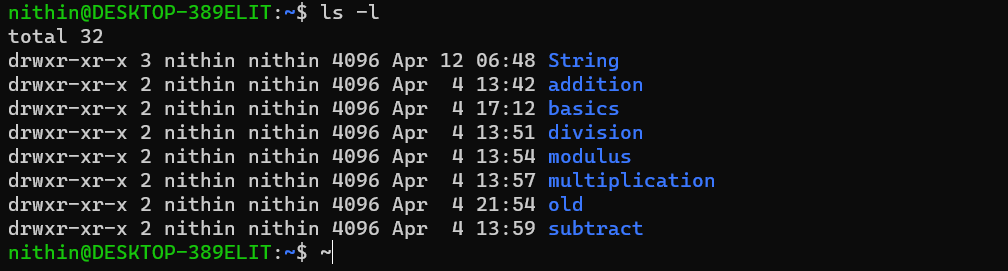 nithin@DESKTOP-389ELIT:~$ ls -l
total 32
drwxr-xr-x 3 nithin nithin 4096 Apr 12 06:48 String
drwxr-xr-x 2 nithin nithin 4096 Apr  4 13:42 addition
drwxr-xr-x 2 nithin nithin 4096 Apr  4 17:12 basics
drwxr-xr-x 2 nithin nithin 4096 Apr  4 13:51 division
drwxr-xr-x 2 nithin nithin 4096 Apr  4 13:54 modulus
drwxr-xr-x 2 nithin nithin 4096 Apr  4 13:57 multiplication
drwxr-xr-x 2 nithin nithin 4096 Apr  4 21:54 old
drwxr-xr-x 2 nithin nithin 4096 Apr  4 13:59 subtract
nithin@DESKTOP-389ELIT:~$ ~